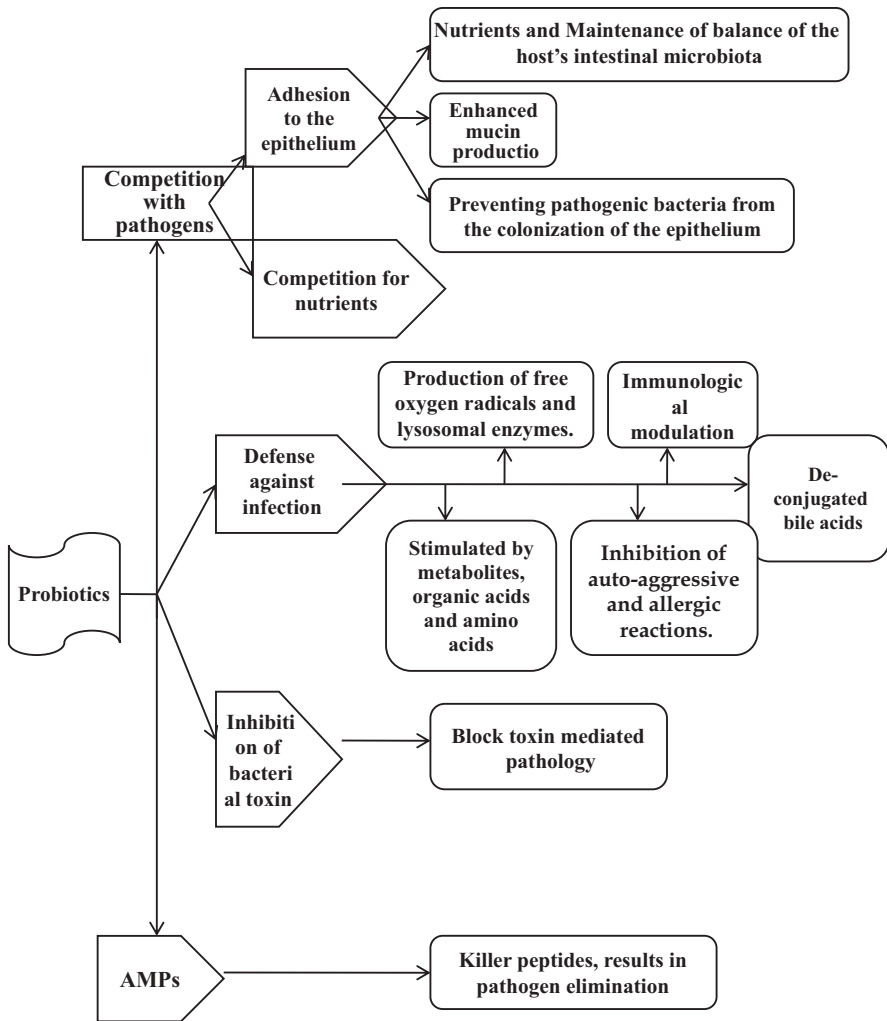 Nutrients and Maintenance of balance of the
host's intestinal microbiota
Adhesion
to the
epithelium
Enhanced
mucin
productio
Competition
with
pathogens
Preventing pathogenic bacteria from
the colonization of the epithelium
Competition for
nutrients
Production of free
oxygen radicals and
lysosomal enzymes.
Immunologic
al
modulation
Defense
against
infection
De-
conjugated
bile acids
Stimulated by
metabolites,
organic acids
and amino
acids
Inhibition of
auto-aggressive
and allergic
reactions.
Probiotics
Inhibiti
on of
bacteri
al toxin
Block toxin mediated
pathology
AMPs
Killer peptides, results in
pathogen elimination